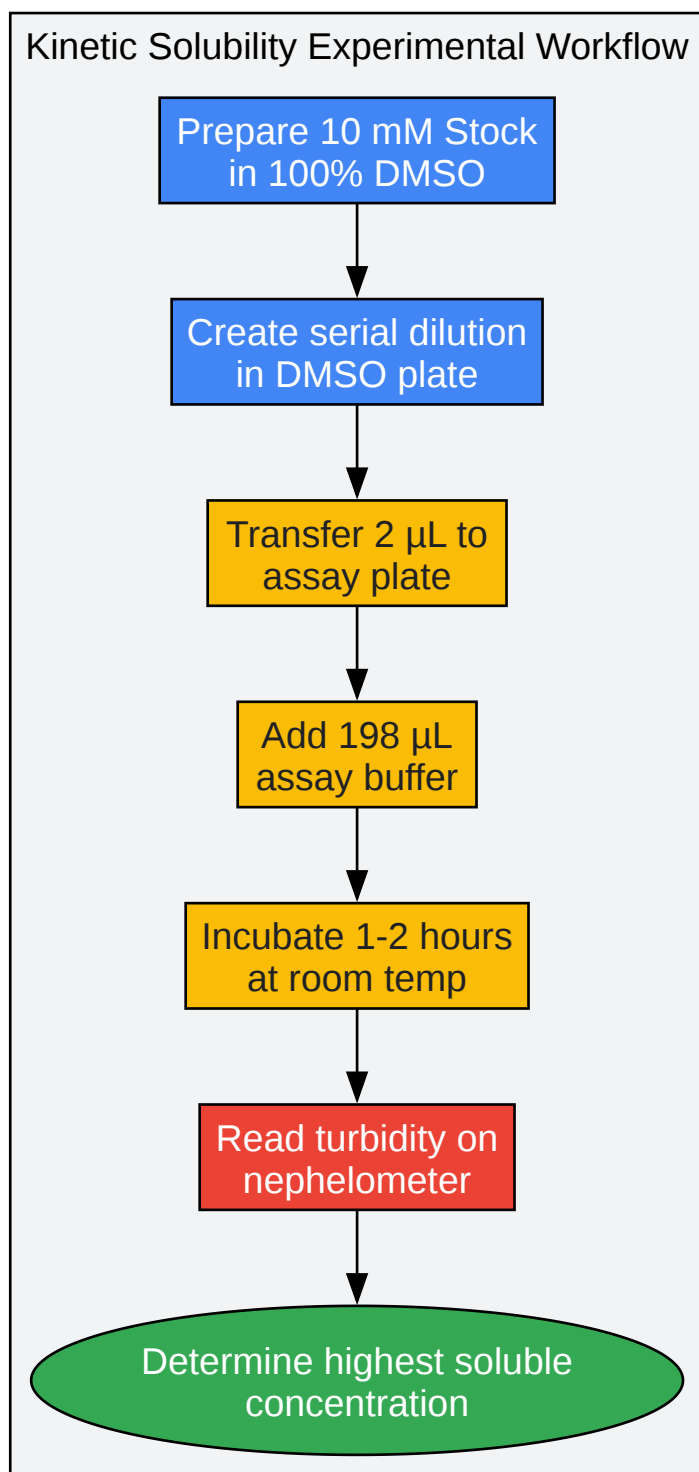 Kinetic Solubility Experimental Workflow
Prepare 10 mM Stock
in 100% DMSO
Create serial dilution
in DMSO plate
Transfer 2 µL to
assay plate
Add 198 µL
assay buffer
Incubate 1-2 hours
at room temp
Read turbidity on
nephelometer
Determine highest soluble
concentration